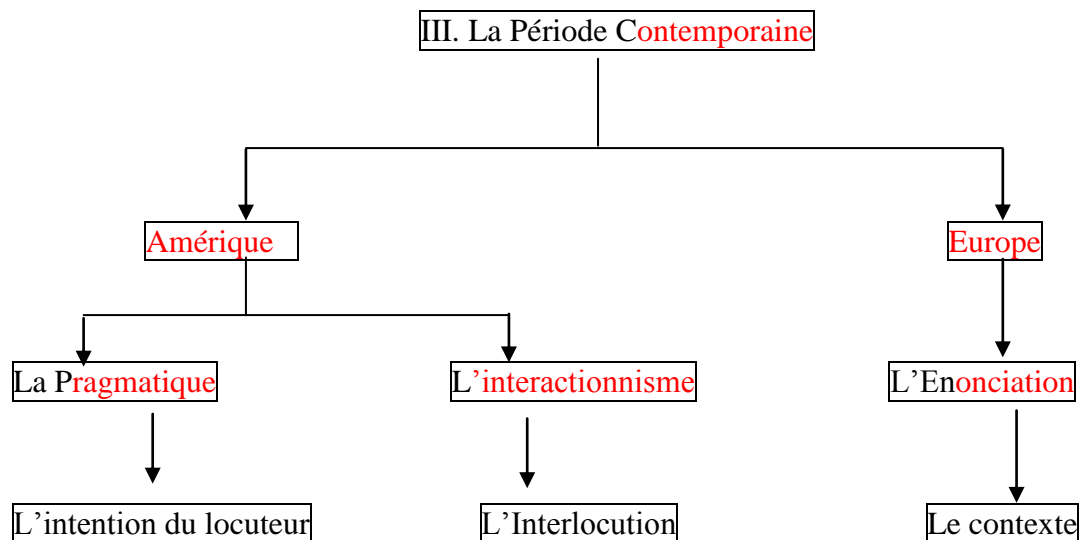 III. La Période Contemporaine
Amérique
Europe
La Pragmatique
L'interactionnisme
L'Enonciation
L'intention du locuteur
L'Interlocution
Le contexte